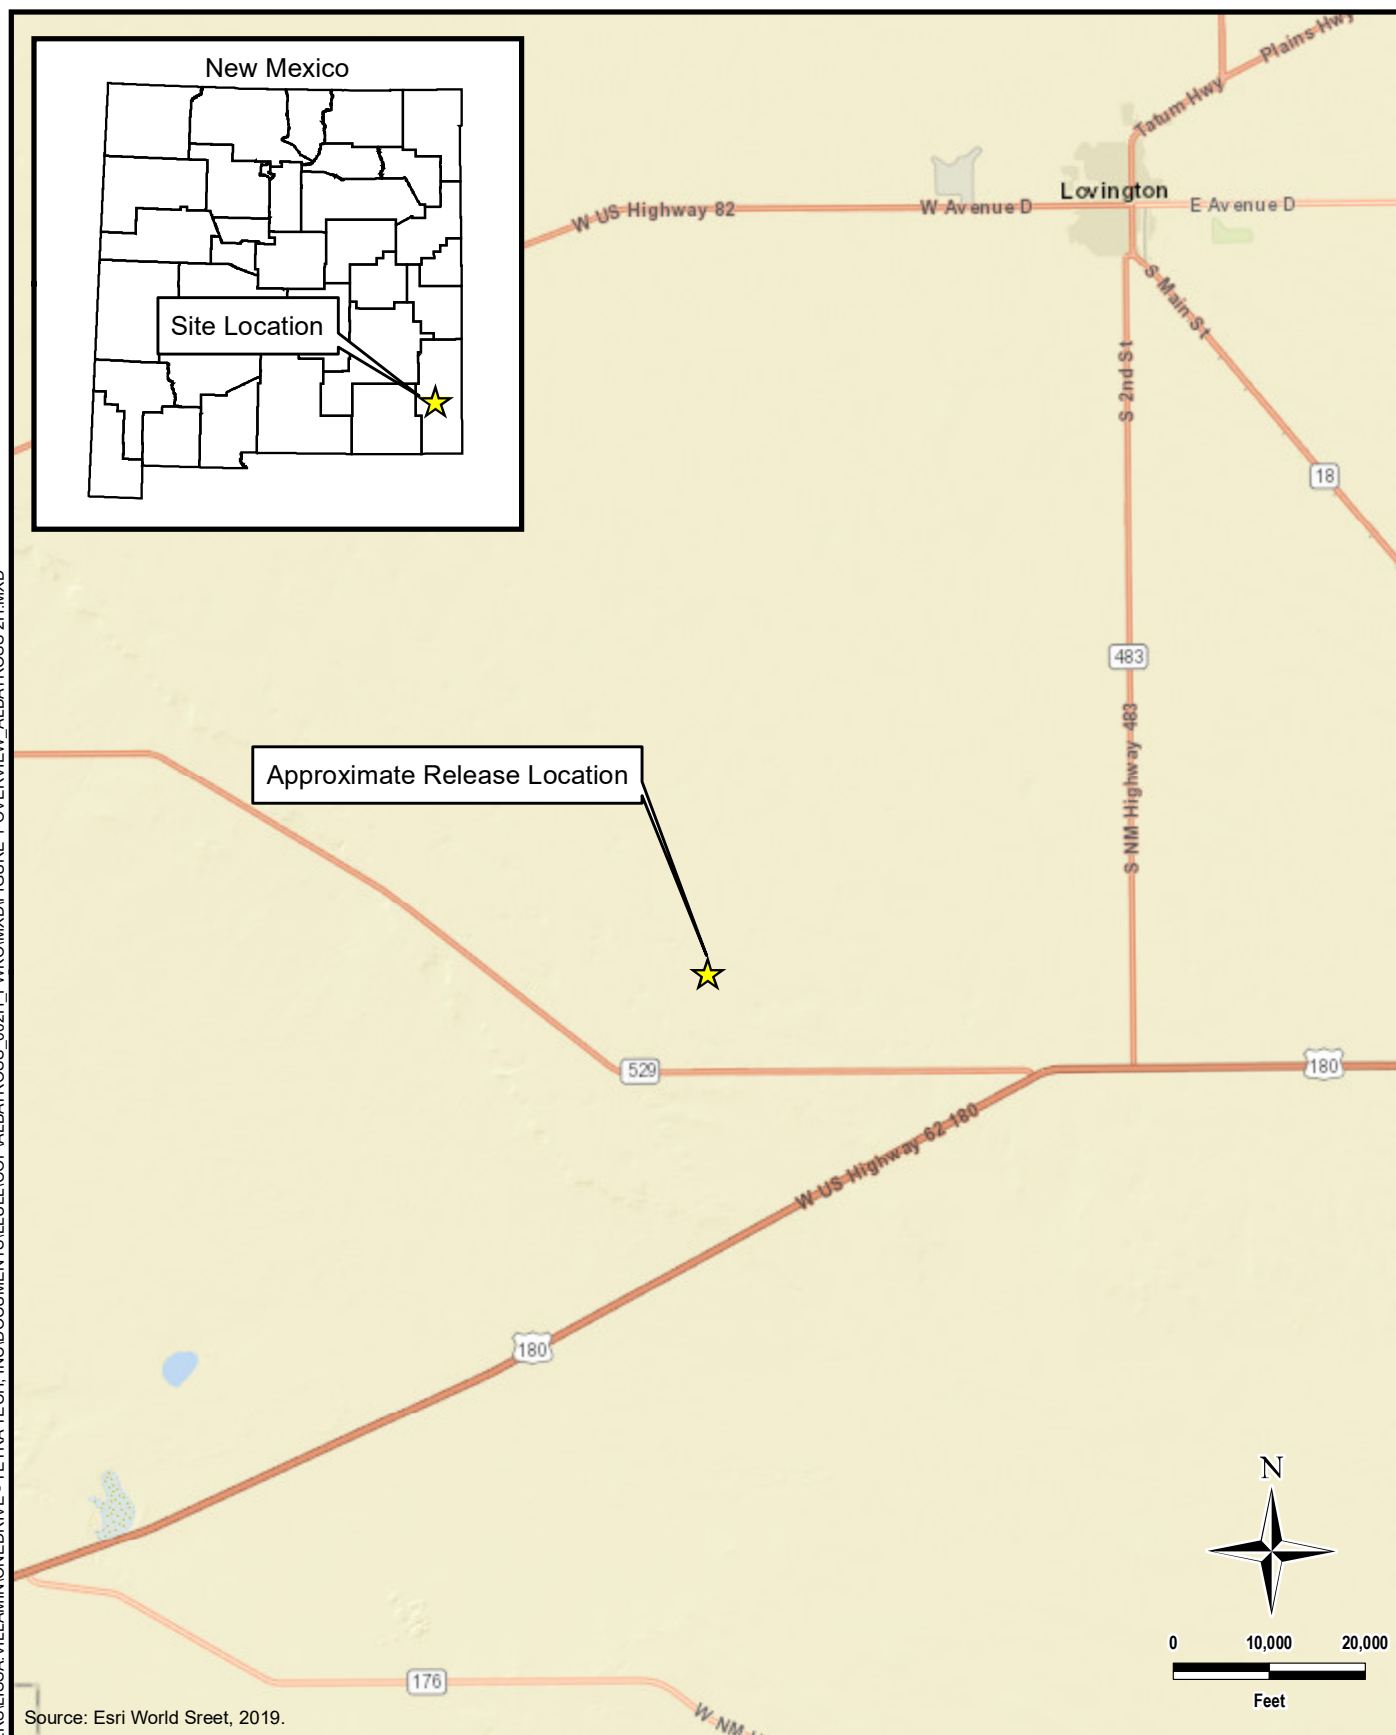 New Mexico
Site Location
Plains Hwy
Tatum Hwy
Lovington
W US Highway 82
W Avenue D
E Avenue D
S Main St
S 2nd St
18
483
S NM Highway 483
Approximate Release Location
529
180
W US Highway 62 180
180
N
0 10,000 20,000
Feet
176
W NM
Source: Esri World Sreet, 2019.